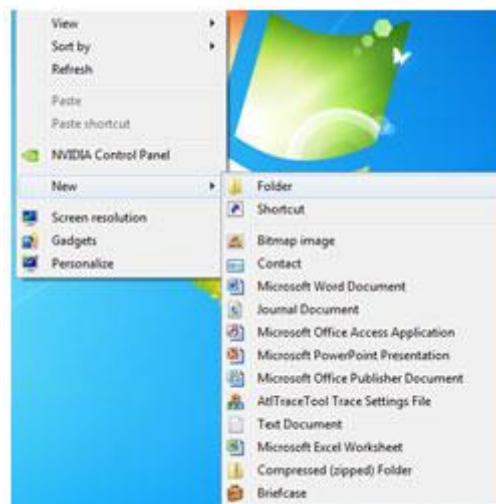 View
Sort by
Refresh
Paste
Paste shortcut
NVIDIA Control Panel
New
Screen resolution
Gadgets
Personalize
Folder
Shortcut
Bitmap image
Contact
Microsoft Word Document
Journal Document
Microsoft Office Access Application
Microsoft PowerPoint Presentation
Microsoft Office Publisher Document
AtlTraceTool Trace Settings File
Text Document
Microsoft Excel Worksheet
Compressed (zipped) Folder
Briefcase